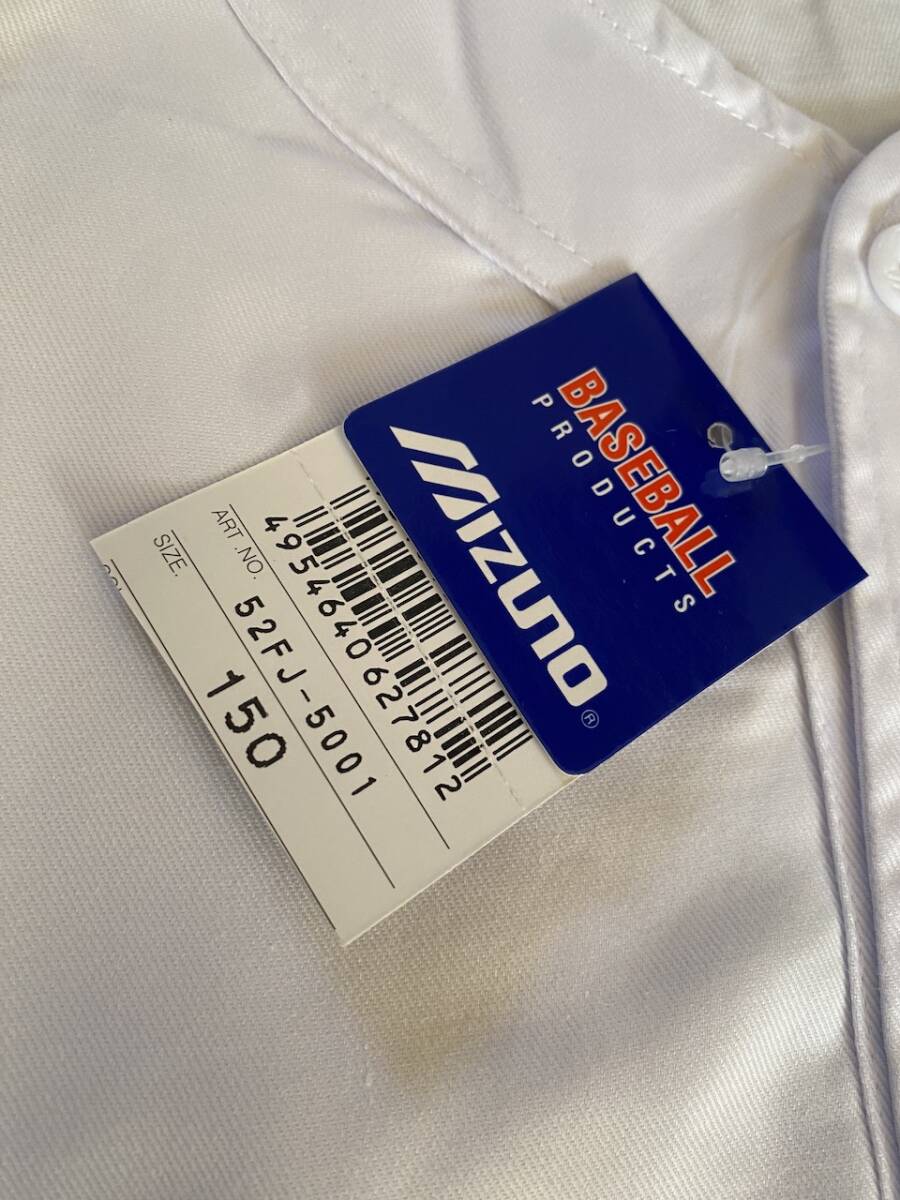 BASEBALL
PRODUCTS
MIZUNO®
4954640627812
ART.NO. 52FJ-5001
SIZE. 150